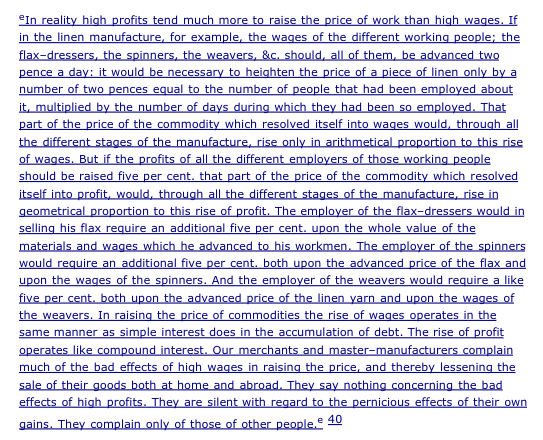 eIn reality high profits tend much more to raise the price of work than high wages. If
in the linen manufacture, for example, the wages of the different working people; the
flax–dressers, the spinners, the weavers, &c. should, all of them, be advanced two
pence a day: it would be necessary to heighten the price of a piece of linen only by a
number of two pences equal to the number of people that had been employed about
it, multiplied by the number of days during which they had been so employed. That
part of the price of the commodity which resolved itself into wages would, through all
the different stages of the manufacture, rise only in arithmetical proportion to this rise
of wages. But if the profits of all the different employers of those working people
should be raised five per cent. that part of the price of the commodity which resolved
itself into profit, would, through all the different stages of the manufacture, rise in
geometrical proportion to this rise of profit. The employer of the flax–dressers would in
selling his flax require an additional five per cent. upon the whole value of the
materials and wages which he advanced to his workmen. The employer of the spinners
would require an additional five per cent. both upon the advanced price of the flax and
upon the wages of the spinners. And the employer of the weavers would require a like
five per cent. both upon the advanced price of the linen yarn and upon the wages of
the weavers. In raising the price of commodities the rise of wages operates in the
same manner as simple interest does in the accumulation of debt. The rise of profit
operates like compound interest. Our merchants and master–manufacturers complain
much of the bad effects of high wages in raising the price, and thereby lessening the
sale of their goods both at home and abroad. They say nothing concerning the bad
effects of high profits. They are silent with regard to the pernicious effects of their own
gains. They complain only of those of other people.e 40